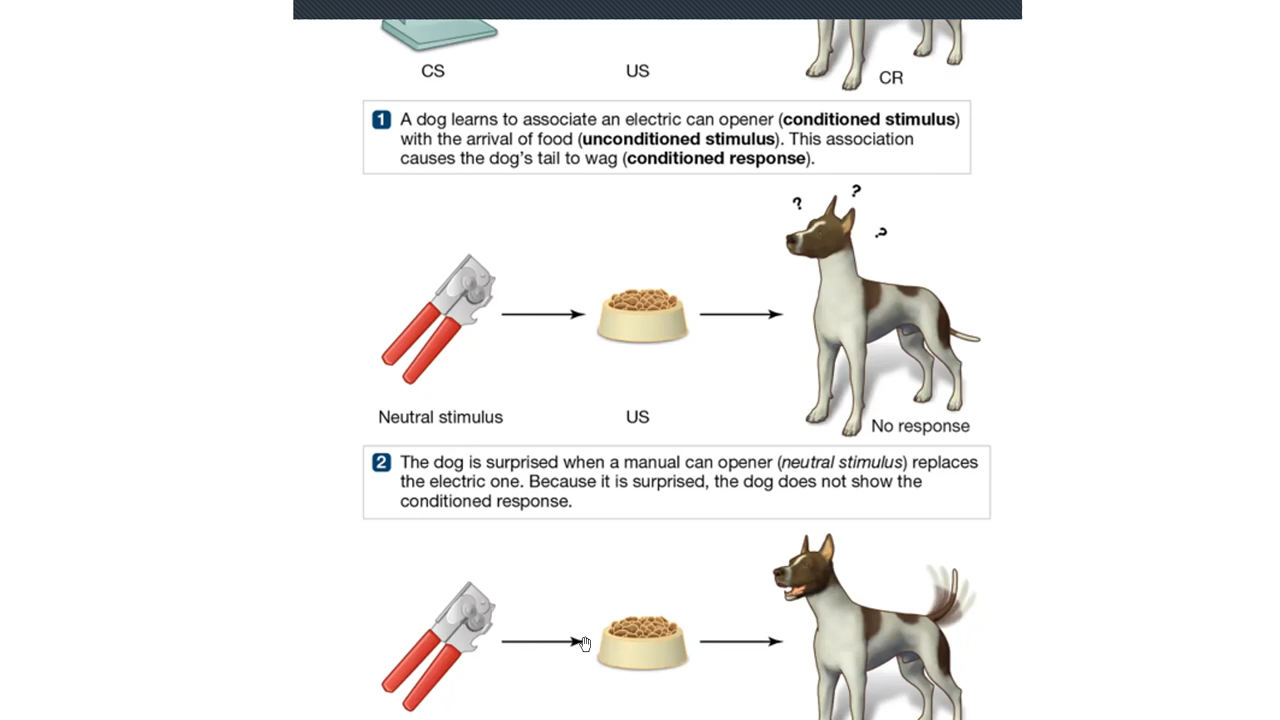 CS
US
CR
1 A dog learns to associate an electric can opener (conditioned stimulus)
with the arrival of food (unconditioned stimulus). This association
causes the dog's tail to wag (conditioned response).
? ? ?
Neutral stimulus
US
No response
2 The dog is surprised when a manual can opener (neutral stimulus) replaces
the electric one. Because it is surprised, the dog does not show the
conditioned response.